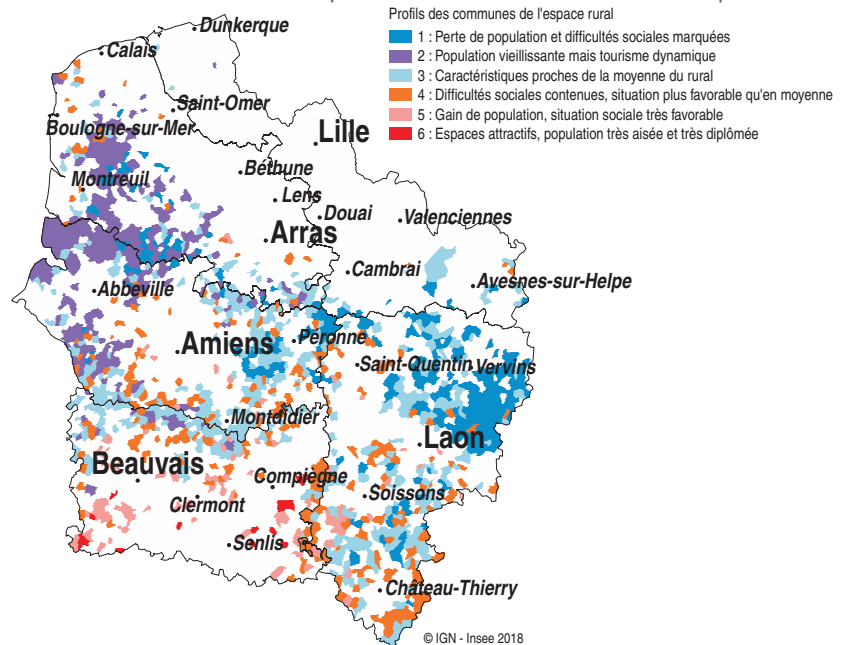 Profils des communes de l'espace rural
1 : Perte de population et difficultés sociales marquées
2 : Population vieillissante mais tourisme dynamique
3 : Caractéristiques proches de la moyenne du rural
4 : Difficultés sociales contenues, situation plus favorable qu'en moyenne
5 : Gain de population, situation sociale très favorable
6 : Espaces attractifs, population très aisée et très diplômée
Dunkerque
Calais
Saint-Omer
Boulogne-sur-Mer
Lille
Béthune
Montreuil
Lens
Douai
Valenciennes
Arras
Cambrai
Avesnes-sur-Helpe
Abbeville
Amiens
Péronne
Saint-Quentin
Vervins
Montdidier
Laon
Beauvais
Compiègne
Clermont
Soissons
Senlis
Château-Thierry
© IGN - Insee 2018